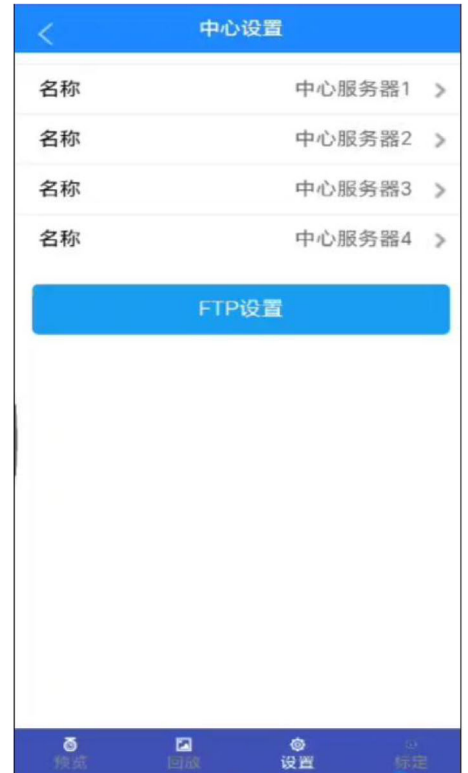 中心设置
名称 中心服务器1
名称 中心服务器2
名称 中心服务器3
名称 中心服务器4
FTP设置
预览 回放 设置 标定